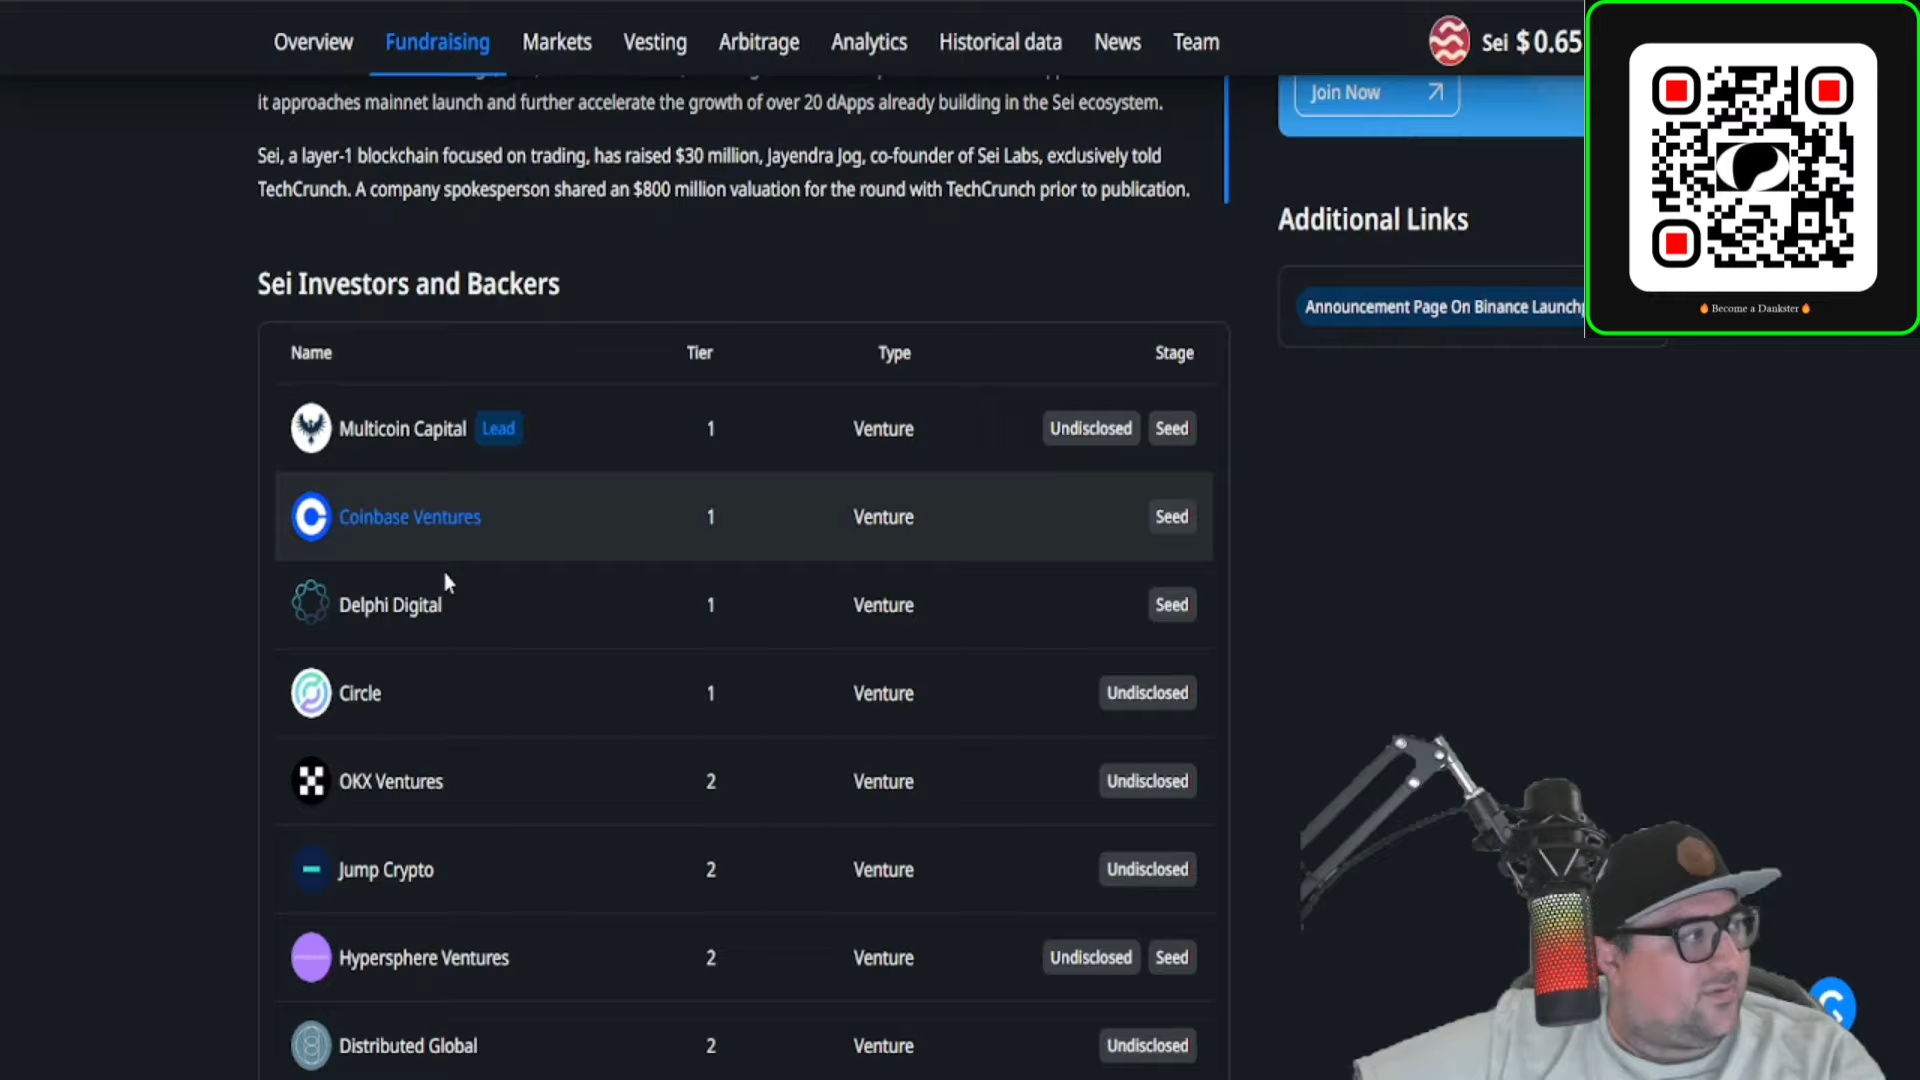 Overview Fundraising Markets Vesting Arbitrage Analytics Historical data News Team
Sei $0.65
it approaches mainnet launch and further accelerate the growth of over 20 dApps already building in the Sei ecosystem.
Sei, a layer-1 blockchain focused on trading, has raised $30 million, Jayendra Jog, co-founder of Sei Labs, exclusively told
TechCrunch. A company spokesperson shared an $800 million valuation for the round with TechCrunch prior to publication.
Join Now
Additional Links
Announcement Page On Binance
🔥 Become a Dankster 🔥
Sei Investors and Backers
Name Tier Type Stage
Multicoin Capital Lead 1 Venture Undisclosed Seed
Coinbase Ventures 1 Venture Seed
Delphi Digital 1 Venture Seed
Circle 1 Venture Undisclosed
OKX Ventures 2 Venture Undisclosed
Jump Crypto 2 Venture Undisclosed
Hypersphere Ventures 2 Venture Undisclosed Seed
Distributed Global 2 Venture Undisclosed